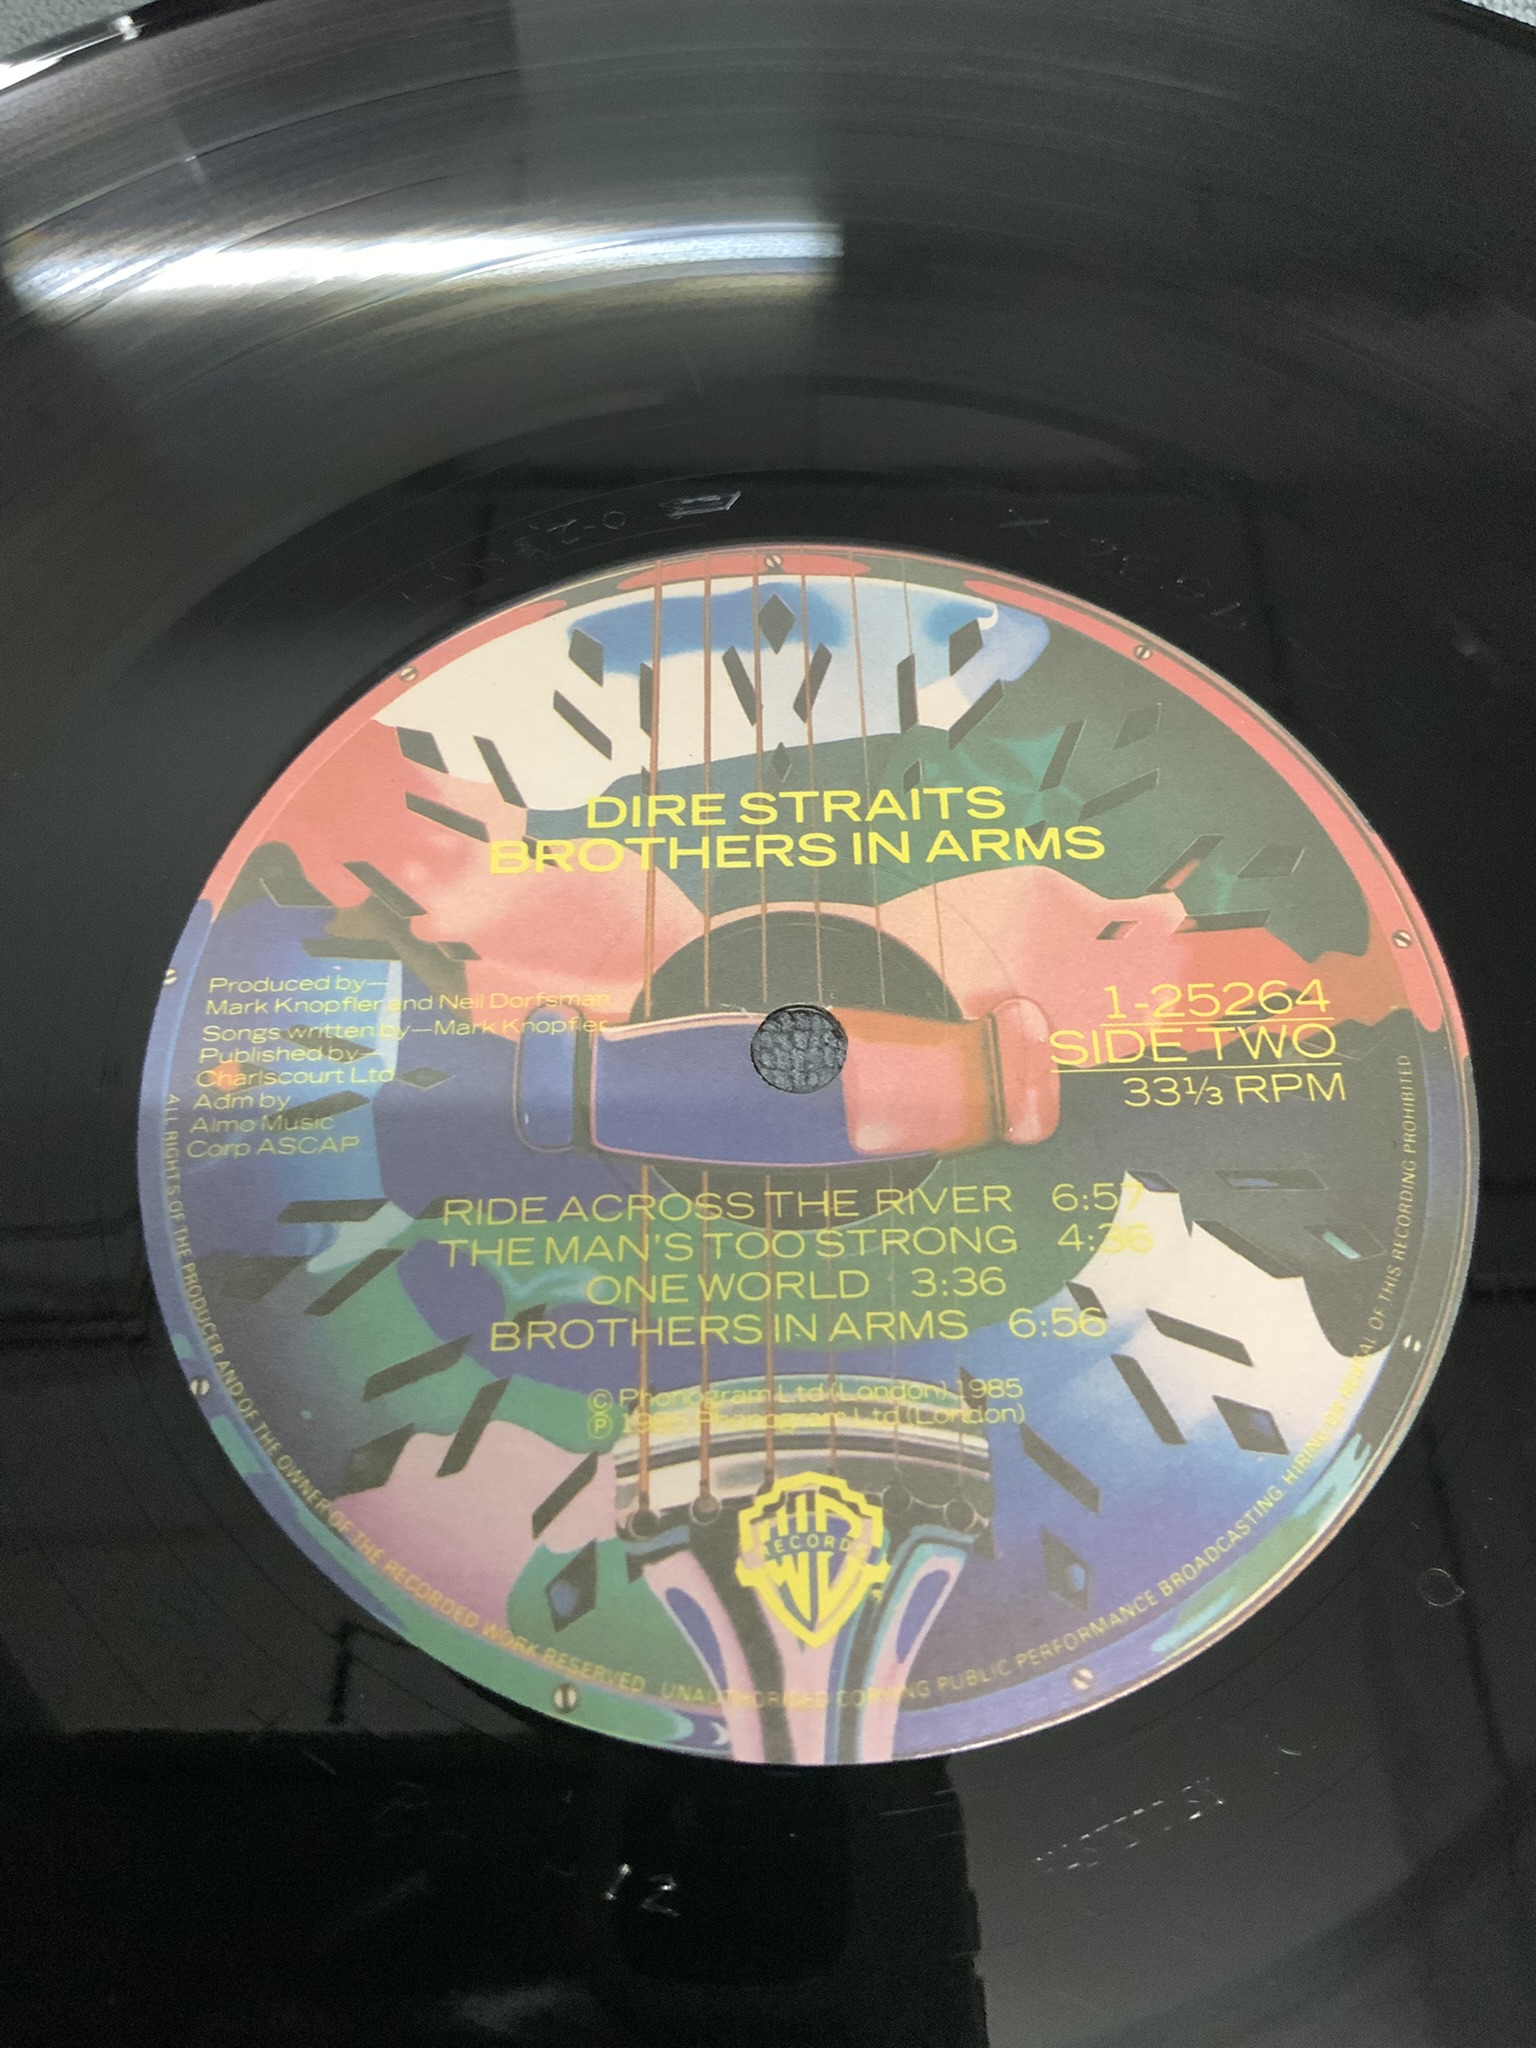 DIRE STRAITS
BROTHERS IN ARMS
Produced by—
Mark Knopfler and Neil Dorfsman
Songs written by—Mark Knopfler
Published by—
Chariscourt Ltd
Adm by
Almo Music
Corp ASCAP
1-25264
SIDE TWO
33⅓ RPM
RIDE ACROSS THE RIVER 6:57
THE MAN'S TOO STRONG 4:36
ONE WORLD 3:36
BROTHERS IN ARMS 6:56
© Phonogram Ltd (London) 1985
℗ 1985 Phonogram Ltd (London)
RECORDS
ALL RIGHTS OF THE PRODUCER AND OF THE OWNER OF THE RECORDED WORK RESERVED. UNAUTHORISED COPYING PUBLIC PERFORMANCE BROADCASTING HIRING OR RENTAL OF THIS RECORDING PROHIBITED
12